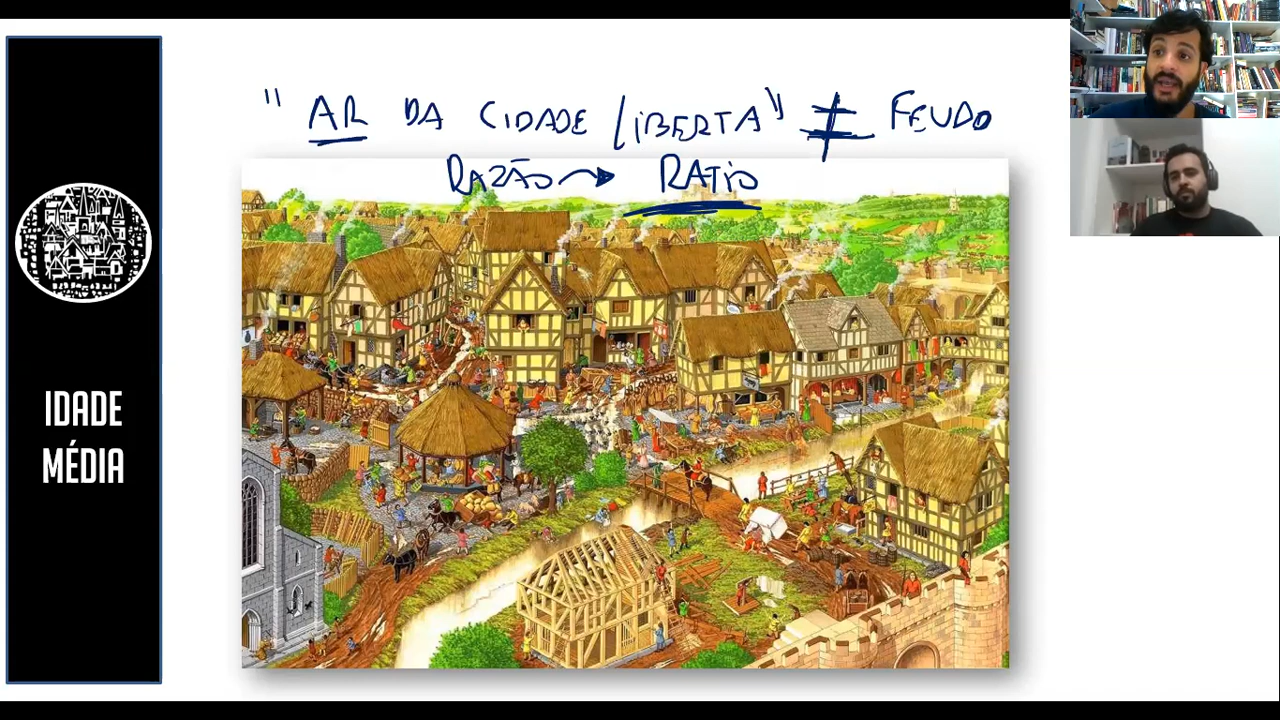 "AR DA CIDADE LIBERTA" ≠ FEUDO
RAZÃO → RATIO
IDADE
MÉDIA